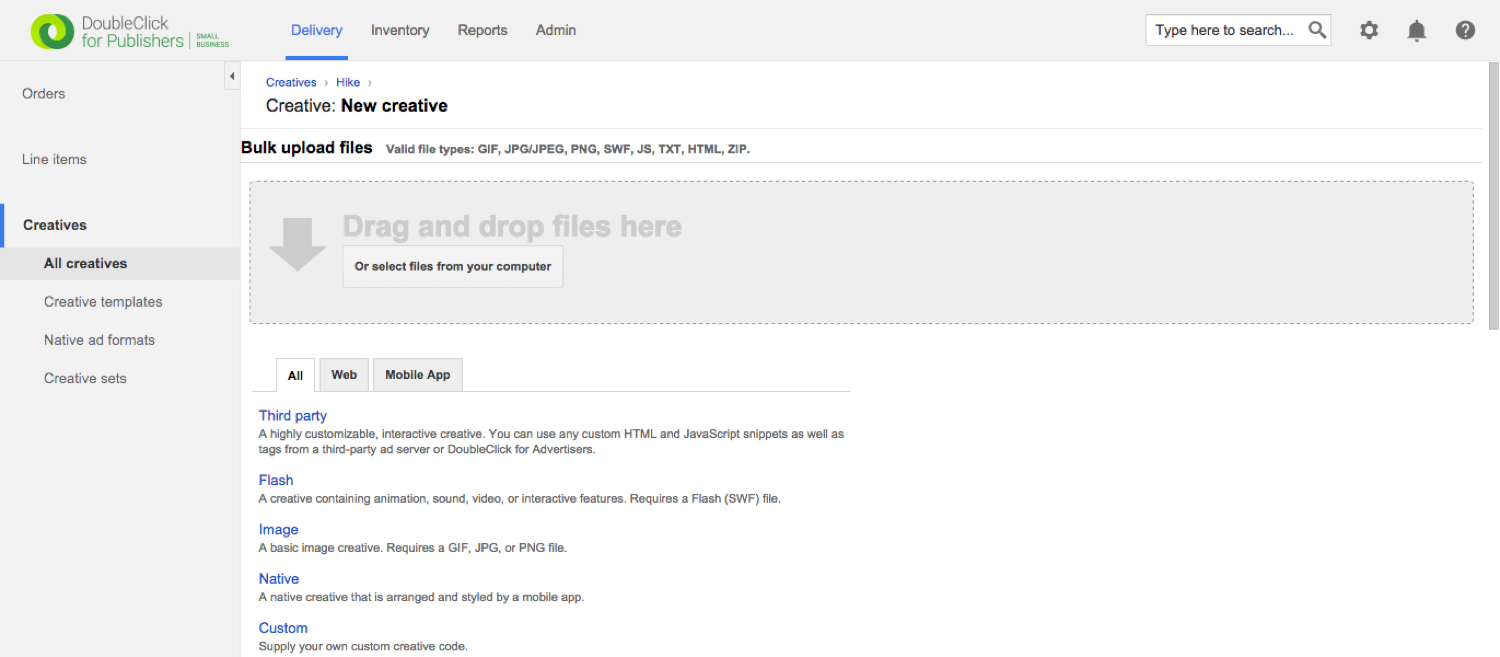 DoubleClick
for Publishers
SMALL
BUSINESS
Delivery
Inventory
Reports
Admin
Type here to search...
Orders
Line items
Creatives
All creatives
Creative templates
Native ad formats
Creative sets
Creatives › Hike ›
Creative: New creative
Bulk upload files Valid file types: GIF, JPG/JPEG, PNG, SWF, JS, TXT, HTML, ZIP.
Drag and drop files here
Or select files from your computer
All
Web
Mobile App
Third party
A highly customizable, interactive creative. You can use any custom HTML and JavaScript snippets as well as
tags from a third-party ad server or DoubleClick for Advertisers.
Flash
A creative containing animation, sound, video, or interactive features. Requires a Flash (SWF) file.
Image
A basic image creative. Requires a GIF, JPG, or PNG file.
Native
A native creative that is arranged and styled by a mobile app.
Custom
Supply your own custom creative code.